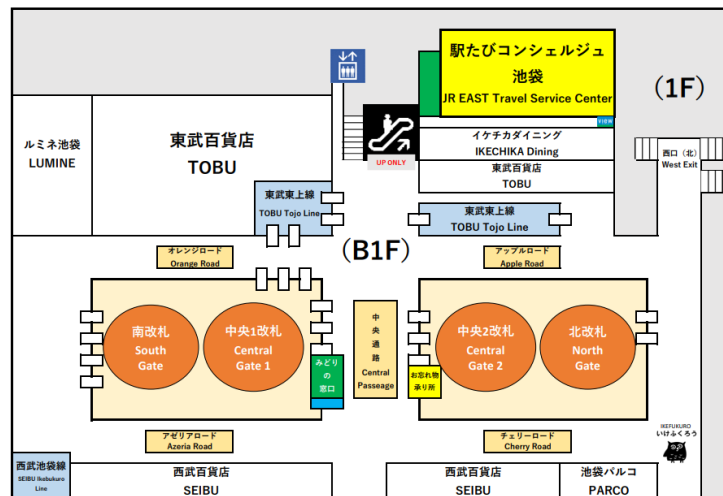 駅たびコンシェルジュ
池袋
JR EAST Travel Service Center
(1F)
VIEW
UP ONLY
イケチカダイニング
IKECHIKA Dining
東武百貨店
TOBU
西口（北）
West Exit
ルミネ池袋
LUMINE
東武百貨店
TOBU
東武東上線
TOBU Tojo Line
東武東上線
TOBU Tojo Line
オレンジロード
Orange Road
(B1F)
アップルロード
Apple Road
南改札
South
Gate
中央1改札
Central
Gate 1
みどり
の
窓口
中
央
通
路
Central
Passeage
中央2改札
Central
Gate 2
お忘れ物
承り所
北改札
North
Gate
アゼリアロード
Azeria Road
チェリーロード
Cherry Road
IKEFUKURO
いけふくろう
西武池袋線
SEIBU Ikebukuro
Line
西武百貨店
SEIBU
西武百貨店
SEIBU
池袋パルコ
PARCO